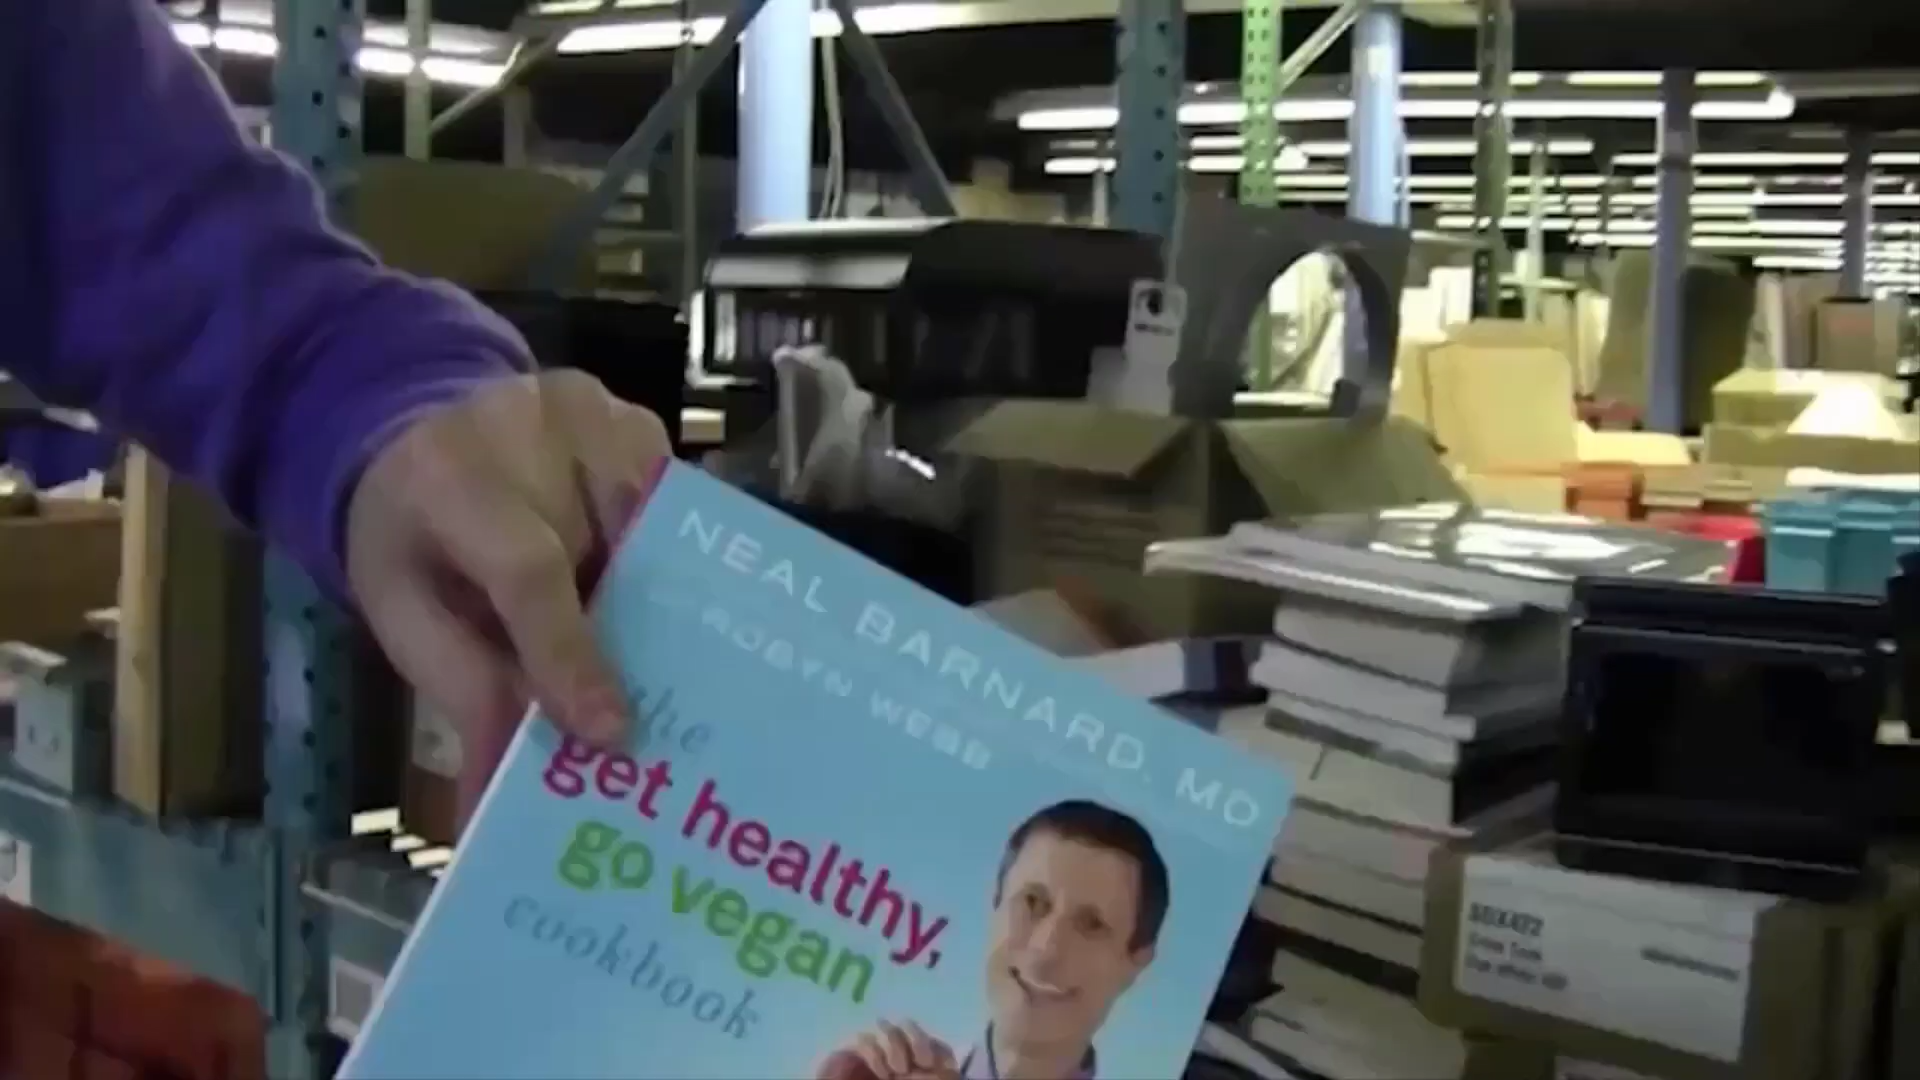 NEAL BARNARD, MD
ROBYN WEBB
the
get healthy,
go vegan
cookbook